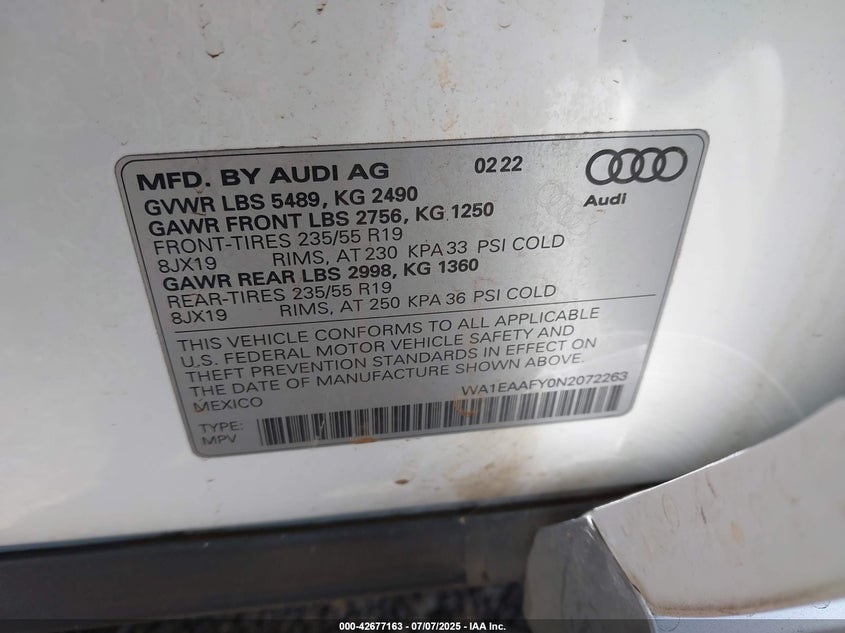 MFD. BY AUDI AG 02 22
Audi
GVWR LBS 5489, KG 2490
GAWR FRONT LBS 2756, KG 1250
FRONT-TIRES 235/55 R19
8JX19 RIMS, AT 230 KPA 33 PSI COLD
GAWR REAR LBS 2998, KG 1360
REAR-TIRES 235/55 R19
8JX19 RIMS, AT 250 KPA 36 PSI COLD
THIS VEHICLE CONFORMS TO ALL APPLICABLE
U.S. FEDERAL MOTOR VEHICLE SAFETY AND
THEFT PREVENTION STANDARDS IN EFFECT ON
THE DATE OF MANUFACTURE SHOWN ABOVE.
MEXICO WA1EAAFY0N2072263
TYPE:
MPV
000-42677163 - 07/07/2025 - IAA Inc.